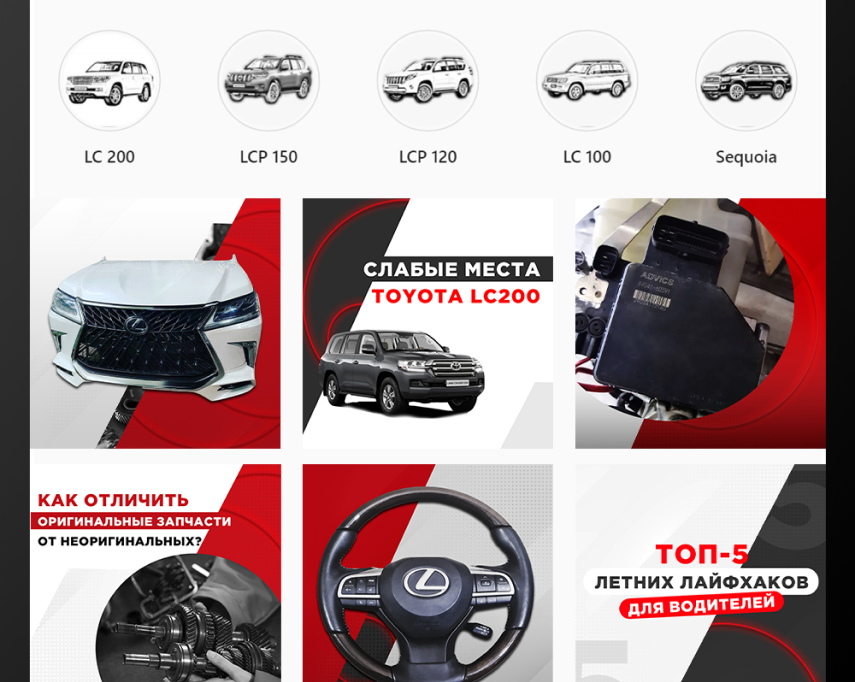 LC 200
LCP 150
LCP 120
LC 100
Sequoia
СЛАБЫЕ МЕСТА
TOYOTA LC200
ADVICS
КАК ОТЛИЧИТЬ
ОРИГИНАЛЬНЫЕ ЗАПЧАСТИ
ОТ НЕОРИГИНАЛЬНЫХ?
ТОП-5
ЛЕТНИХ ЛАЙФХАКОВ
ДЛЯ ВОДИТЕЛЕЙ
5